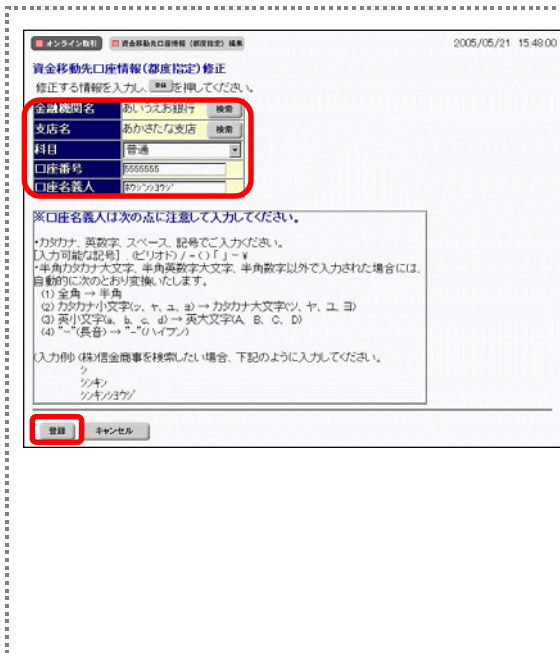 オンライン取引 資金移動先口座情報(都度指定)編集 2005/05/21 15:48:00
資金移動先口座情報(都度指定)修正
修正する情報を入力し、登録を押してください。
金融機関名 あいうえお銀行 検索
支店名 あかさたな支店 検索
科目 普通
口座番号 5555555
口座名義人
※口座名義人は次の点に注意して入力してください。
・カタカナ、英数字、スペース、記号でご入力ください。
[入力可能な記号] . (ピリオド) / - ( ) 「 」 ~ ¥
・半角カタカナ大文字、半角英数字大文字、半角数字以外で入力された場合には、
自動的に次のとおり変換いたします。
(1) 全角 → 半角
(2) カタカナ小文字(ッ、ャ、ュ、ョ) → カタカナ大文字(ツ、ヤ、ユ、ヨ)
(3) 英小文字(a、b、c、d) → 英大文字(A、B、C、D)
(4) "ー"(長音) → "-"(ハイフン)
(入力例) (株)信金商事を検索したい場合、下記のように入力してください。
シ
シンキン
シンキンショウジ
登録 キャンセル